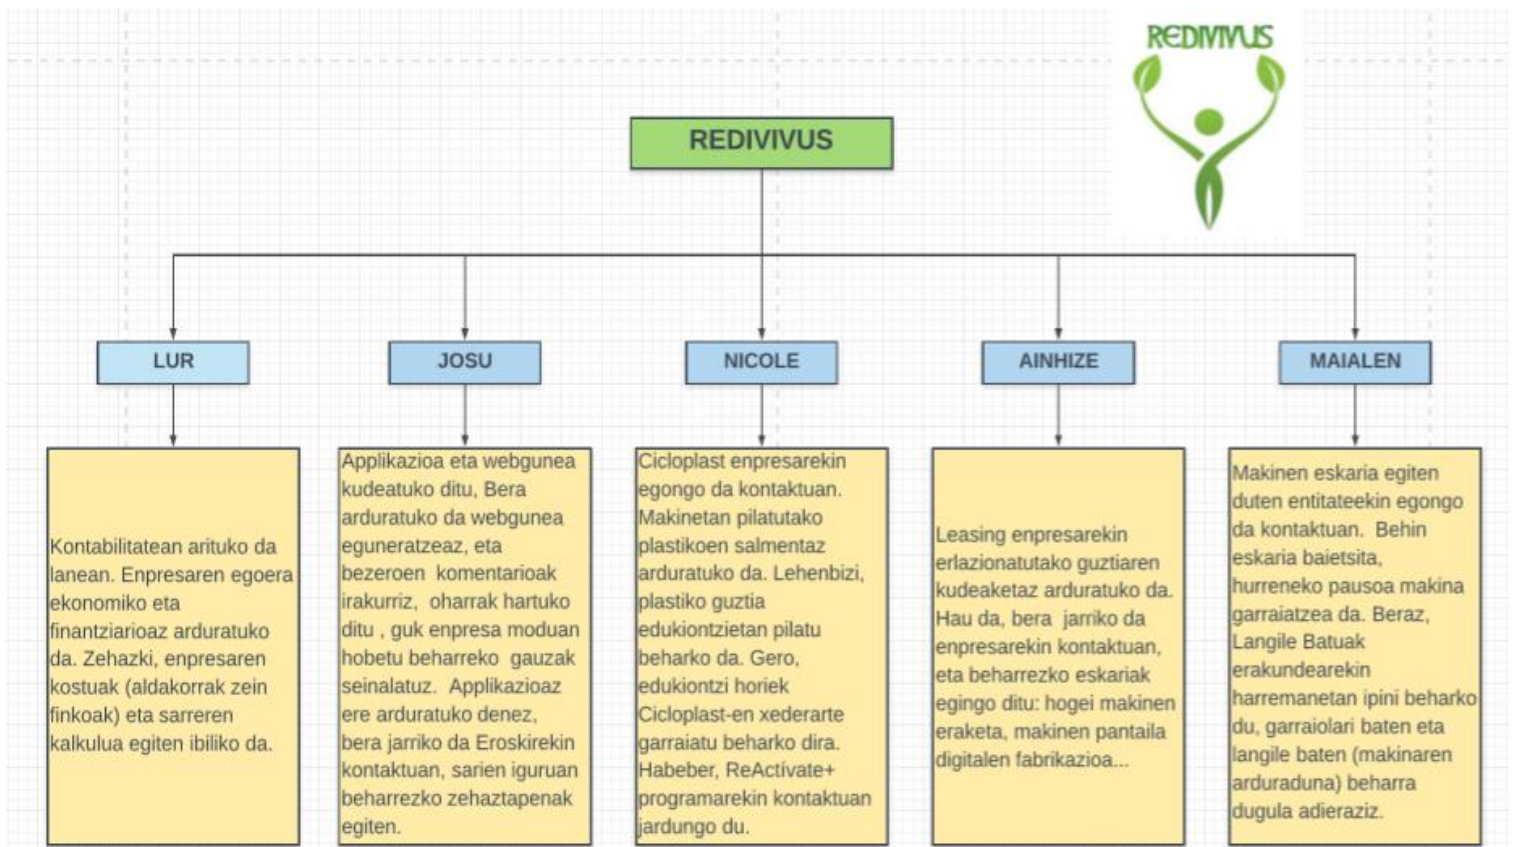 REDIVIVUS
REDIVIVUS
LUR
JOSU
NICOLE
AINHIZE
MAIALEN
Kontabilitatean arituko da
lanean. Enpresaren egoera
ekonomiko eta
finantziarioaz arduratuko
da. Zehazki, enpresaren
kostuak (aldakorrak zein
finkoak) eta sarreren
kalkulua egiten ibiliko da.
Applikazioa eta webgunea
kudeatuko ditu, Bera
arduratuko da webgunea
eguneratzeaz, eta
bezeroen komentarioak
irakurriz, oharrak hartuko
ditu , guk enpresa moduan
hobetu beharreko gauzak
seinalatuz. Applikazioaz
ere arduratuko denez,
bera jarriko da Eroskirekin
kontaktuan, sarien iguruan
beharrezko zehaztapenak
egiten.
Cicloplast enpresarekin
egongo da kontaktuan.
Makinetan pilatutako
plastikoen salmentaz
arduratuko da. Lehenbizi,
plastiko guztia
edukiontzietan pilatu
beharko da. Gero,
edukiontzi horiek
Cicloplast-en xederarte
garraiatu beharko dira.
Habeber, ReActívate+
programarekin kontaktuan
jardungo du.
Leasing enpresarekin
erlazionatutako guztiaren
kudeaketaz arduratuko da.
Hau da, bera jarriko da
enpresarekin kontaktuan,
eta beharrezko eskariak
egingo ditu: hogei makinen
eraketa, makinen pantaila
digitalen fabrikazioa...
Makinen eskaria egiten
duten entitateekin egongo
da kontaktuan. Behin
eskaria baietsita,
hurreneko pausoa makina
garraiatzea da. Beraz,
Langile Batuak
erakundearekin
harremanetan ipini beharko
du, garraiolari baten eta
langile baten (makinaren
arduraduna) beharra
dugula adieraziz.